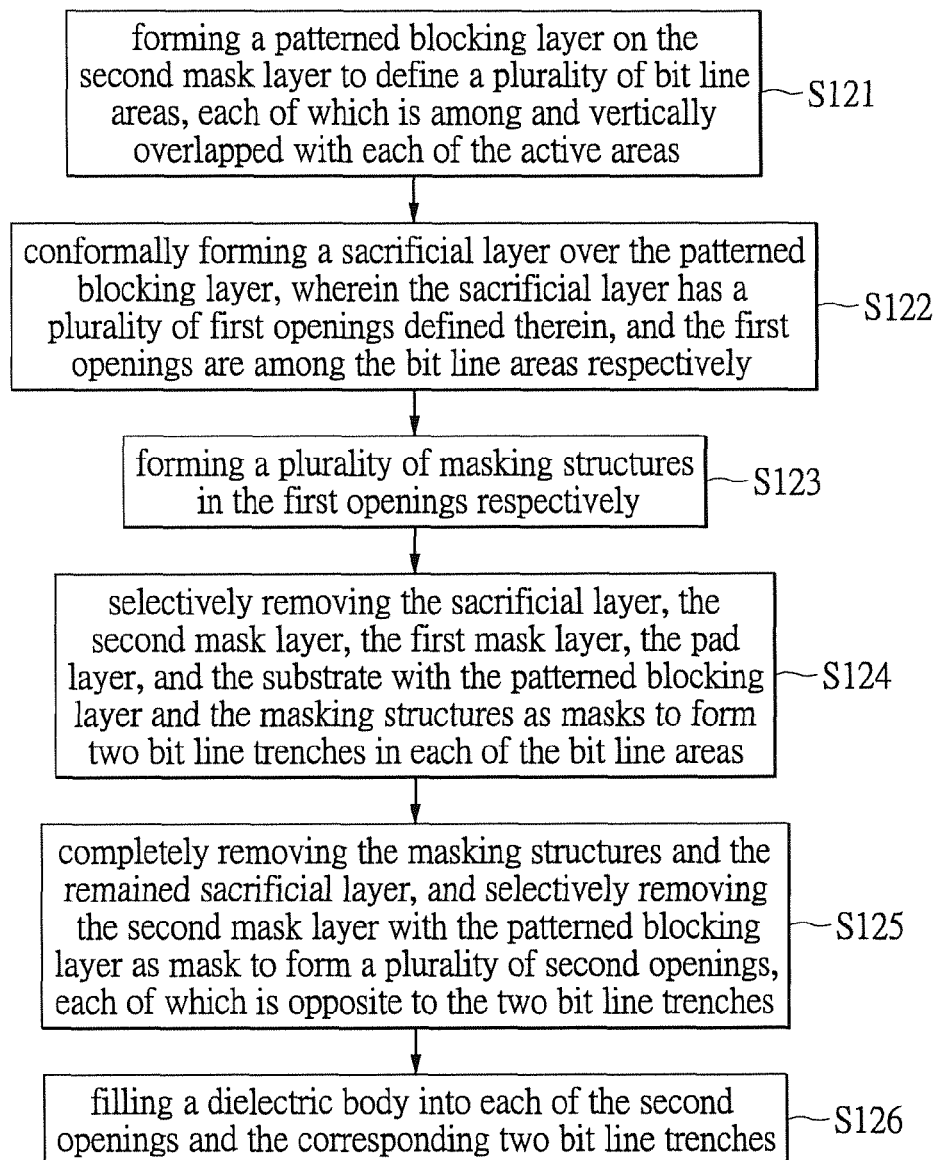 forming a patterned blocking layer on the
second mask layer to define a plurality of bit line
areas, each of which is among and vertically
overlapped with each of the active areas
S121
conformally forming a sacrificial layer over the patterned
blocking layer, wherein the sacrificial layer has a
plurality of first openings defined therein, and the first
openings are among the bit line areas respectively
S122
forming a plurality of masking structures
in the first openings respectively
S123
selectively removing the sacrificial layer, the
second mask layer, the first mask layer, the pad
layer, and the substrate with the patterned blocking
layer and the masking structures as masks to form
two bit line trenches in each of the bit line areas
S124
completely removing the masking structures and the
remained sacrificial layer, and selectively removing
the second mask layer with the patterned blocking
layer as mask to form a plurality of second openings,
each of which is opposite to the two bit line trenches
S125
filling a dielectric body into each of the second
openings and the corresponding two bit line trenches
S126